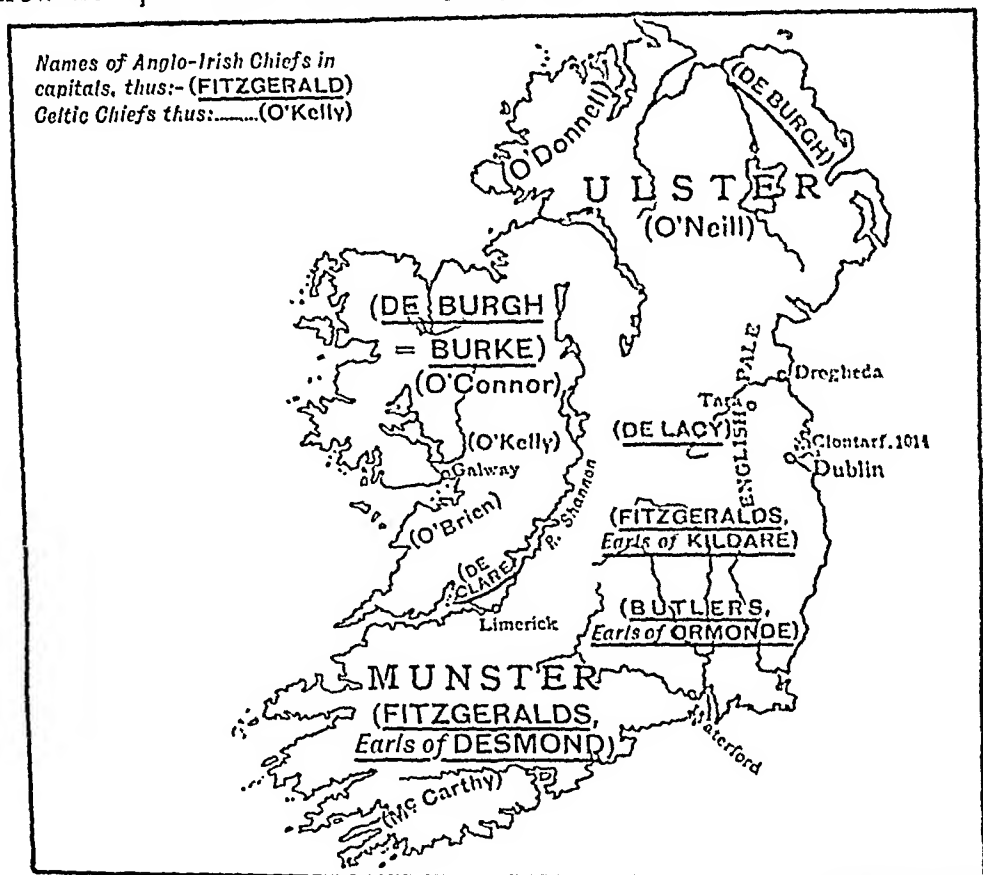 Names of Anglo-Irish Chiefs in
capitals, thus:- (FITZGERALD)
Celtic Chiefs thus:........(O'Kelly)
(O'Donnell)
(DE BURGH)
ULSTER
(O'Neill)
(DE BURGH
= BURKE)
(O'Connor)
ENGLISH PALE
Drogheda
Tara
(DE LACY)
(O'Kelly)
Clontarf.1014
Dublin
Galway
R. Shannon
(O'Brien)
(FITZGERALDS,
Earls of KILDARE)
(DE
CLARE)
Limerick
(BUTLERS,
Earls of ORMONDE)
MUNSTER
(FITZGERALDS,
Earls of DESMOND)
Waterford
(McCarthy)